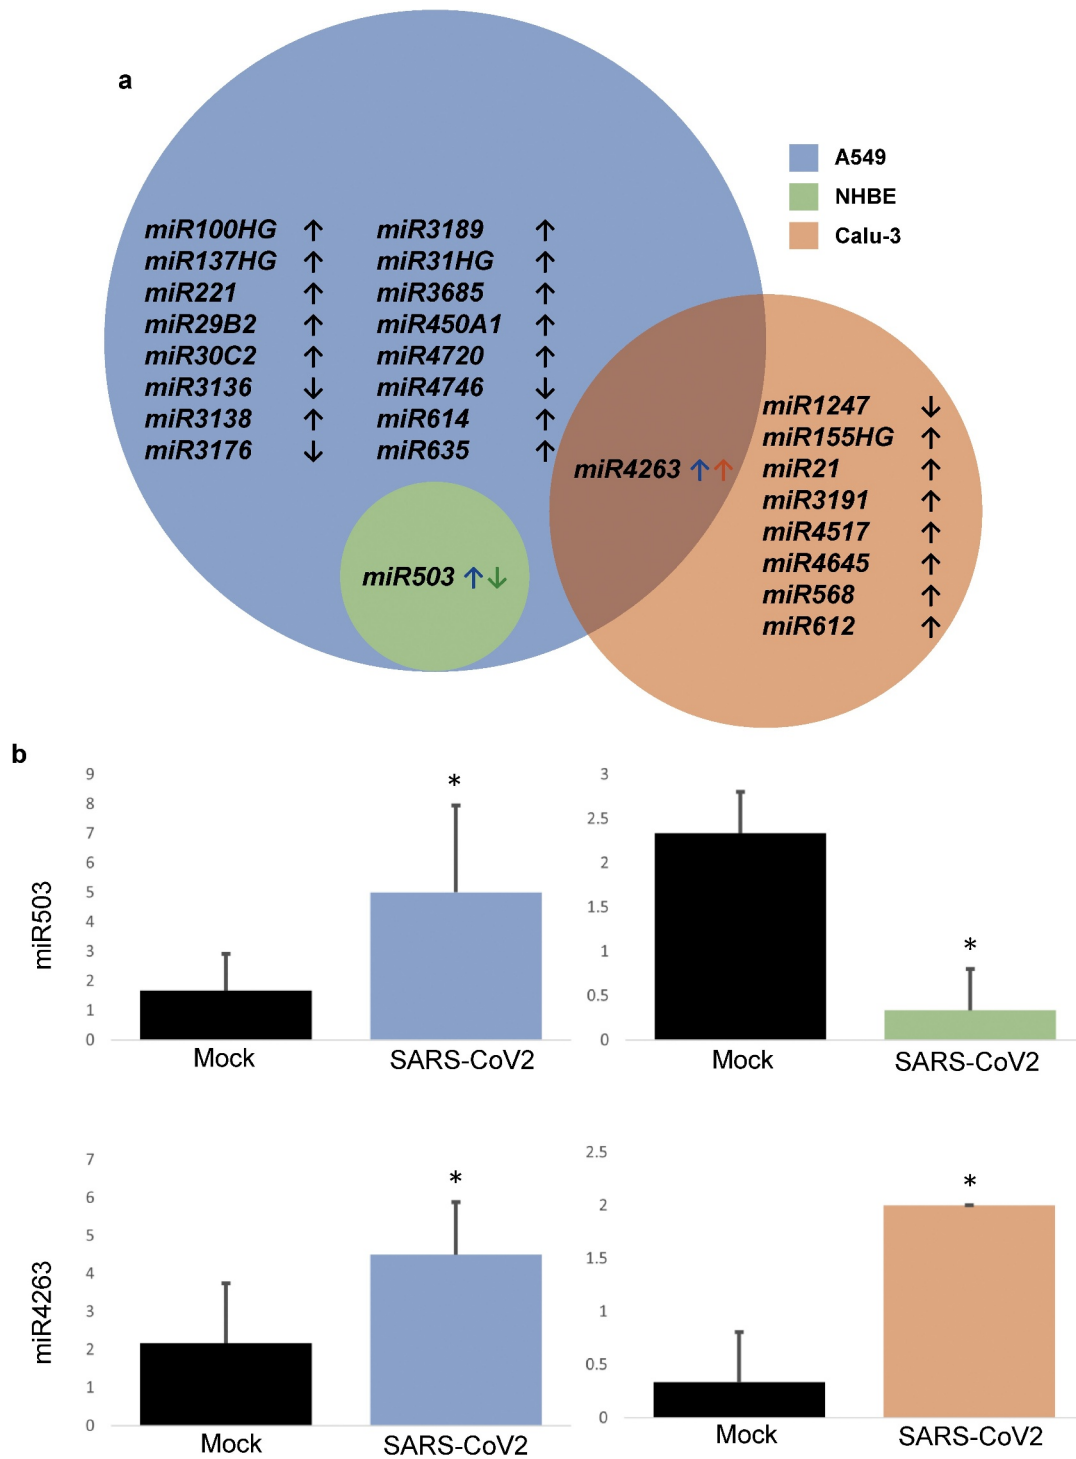 a
A549
NHBE
Calu-3
miR100HG ↑ miR3189 ↑
miR137HG ↑ miR31HG ↑
miR221 ↑ miR3685 ↑
miR29B2 ↑ miR450A1 ↑
miR30C2 ↑ miR4720 ↑
miR3136 ↓ miR4746 ↓
miR3138 ↑ miR614 ↑
miR3176 ↓ miR635 ↑
miR4263 ↑↑
miR1247 ↓
miR155HG ↑
miR21 ↑
miR3191 ↑
miR4517 ↑
miR4645 ↑
miR568 ↑
miR612 ↑
miR503 ↑↓
b
miR503
9
8
7
6
5
4
3
2
1
0
*
Mock SARS-CoV2
3
2.5
2
1.5
1
0.5
0
*
Mock SARS-CoV2
miR4263
7
6
5
4
3
2
1
0
*
Mock SARS-CoV2
2.5
2
1.5
1
0.5
0
*
Mock SARS-CoV2